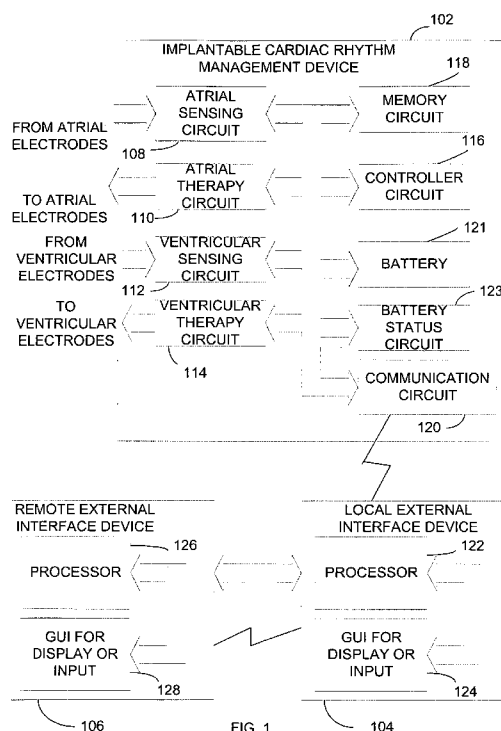 102
IMPLANTABLE CARDIAC RHYTHM
MANAGEMENT DEVICE
118
ATRIAL
SENSING
CIRCUIT
MEMORY
CIRCUIT
FROM ATRIAL
ELECTRODES
108
116
ATRIAL
THERAPY
CIRCUIT
CONTROLLER
CIRCUIT
TO ATRIAL
ELECTRODES
110
121
FROM
VENTRICULAR
ELECTRODES
VENTRICULAR
SENSING
CIRCUIT
BATTERY
112
123
TO
VENTRICULAR
ELECTRODES
VENTRICULAR
THERAPY
CIRCUIT
BATTERY
STATUS
CIRCUIT
114
COMMUNICATION
CIRCUIT
120
REMOTE EXTERNAL
INTERFACE DEVICE
LOCAL EXTERNAL
INTERFACE DEVICE
126
122
PROCESSOR
PROCESSOR
GUI FOR
DISPLAY OR
INPUT
GUI FOR
DISPLAY OR
INPUT
128
124
106
FIG. 1
104